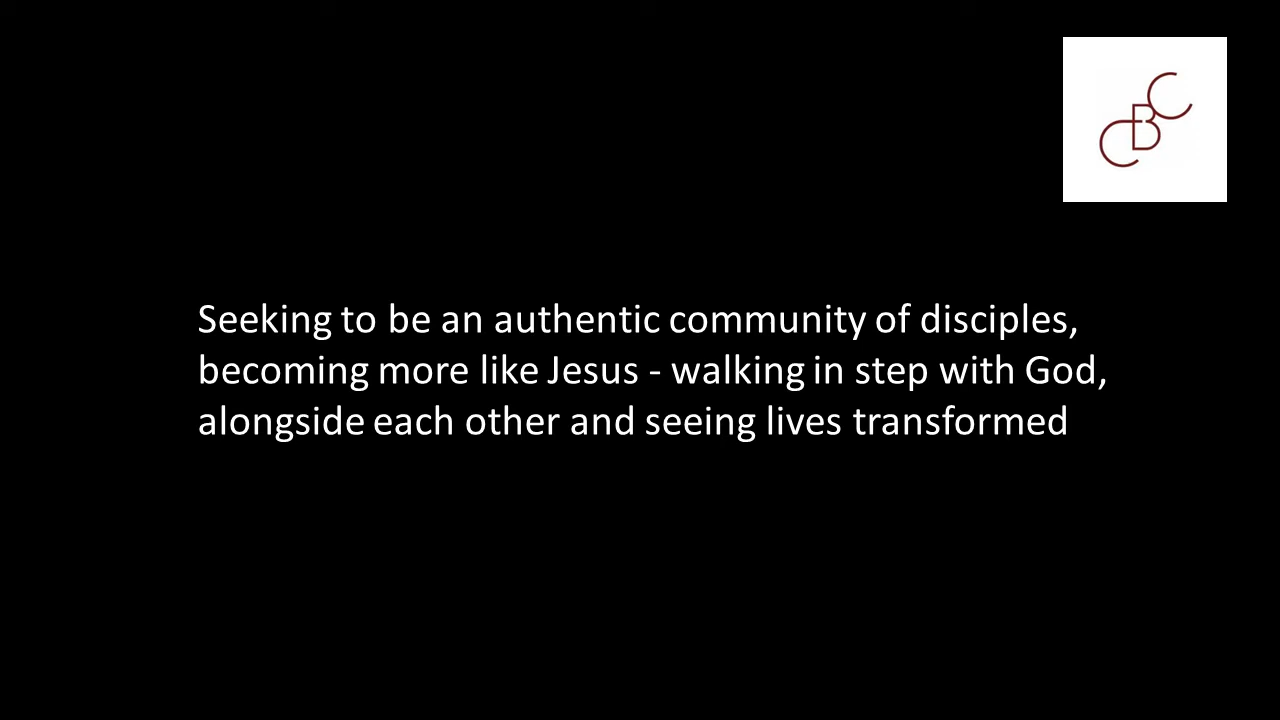 CBC
Seeking to be an authentic community of disciples,
becoming more like Jesus - walking in step with God,
alongside each other and seeing lives transformed